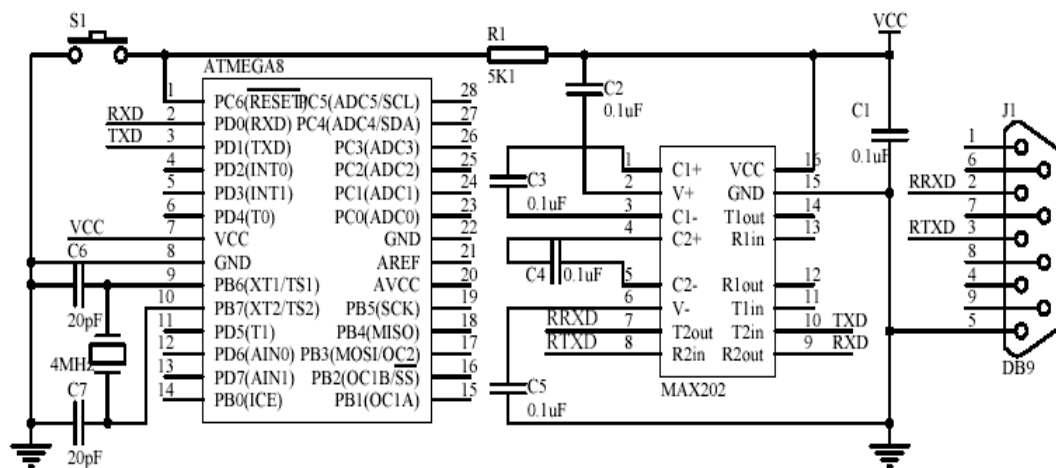 S1
R1
5K1
VCC
ATMEGA8
1 PC6(RESET) PC5(ADC5/SCL) 28
RXD 2 PD0(RXD) PC4(ADC4/SDA) 27
TXD 3 PD1(TXD) PC3(ADC3) 26
4 PD2(INT0) PC2(ADC2) 25
5 PD3(INT1) PC1(ADC1) 24
6 PD4(T0) PC0(ADC0) 23
VCC 7 VCC GND 22
8 GND AREF 21
9 PB6(XT1/TS1) AVCC 20
10 PB7(XT2/TS2) PB5(SCK) 19
11 PD5(T1) PB4(MISO) 18
12 PD6(AIN0) PB3(MOSI/OC2) 17
13 PD7(AIN1) PB2(OC1B/SS) 16
14 PB0(ICE) PB1(OC1A) 15
C6
20pF
4MHz
C7
20pF
C2
0.1uF
C3
0.1uF
C4 0.1uF
C5
0.1uF
C1
0.1uF
1 C1+ VCC 16
2 V+ GND 15
3 C1- T1out 14
4 C2+ R1in 13
5 C2- R1out 12
6 V- T1in 11
RRXD 7 T2out T2in 10 TXD
RTXD 8 R2in R2out 9 RXD
MAX202
J1
1
6
RRXD 2
7
RTXD 3
8
4
9
5
DB9